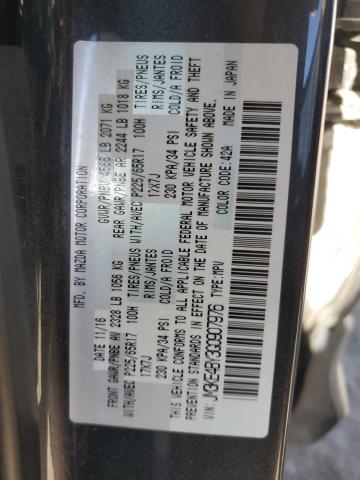 MFD. BY MAZDA MOTOR CORPORATION
DATE 11/16 GVWR/PNBV 4566 LB 2071 KG
FRONT GAWR/PNBE AV 2328 LB 1056 KG REAR GAWR/PNBE AR 2244 LB 1018 KG
WITH/AVEC P225/65R17 100H TIRES/PNEUS WITH/AVEC P225/65R17 100H TIRES/PNEUS
17X7J RIMS/JANTES 17X7J RIMS/JANTES
230 KPA/34 PSI COLD/A FROID 230 KPA/34 PSI COLD/A FROID
THIS VEHICLE CONFORMS TO ALL APPLICABLE FEDERAL MOTOR VEHICLE SAFETY AND THEFT
PREVENTION STANDARDS IN EFFECT ON THE DATE OF MANUFACTURE SHOWN ABOVE.
MADE IN JAPAN
VIN: JM3KE4BY3G0907976 TYPE: MPV COLOR CODE: 42A